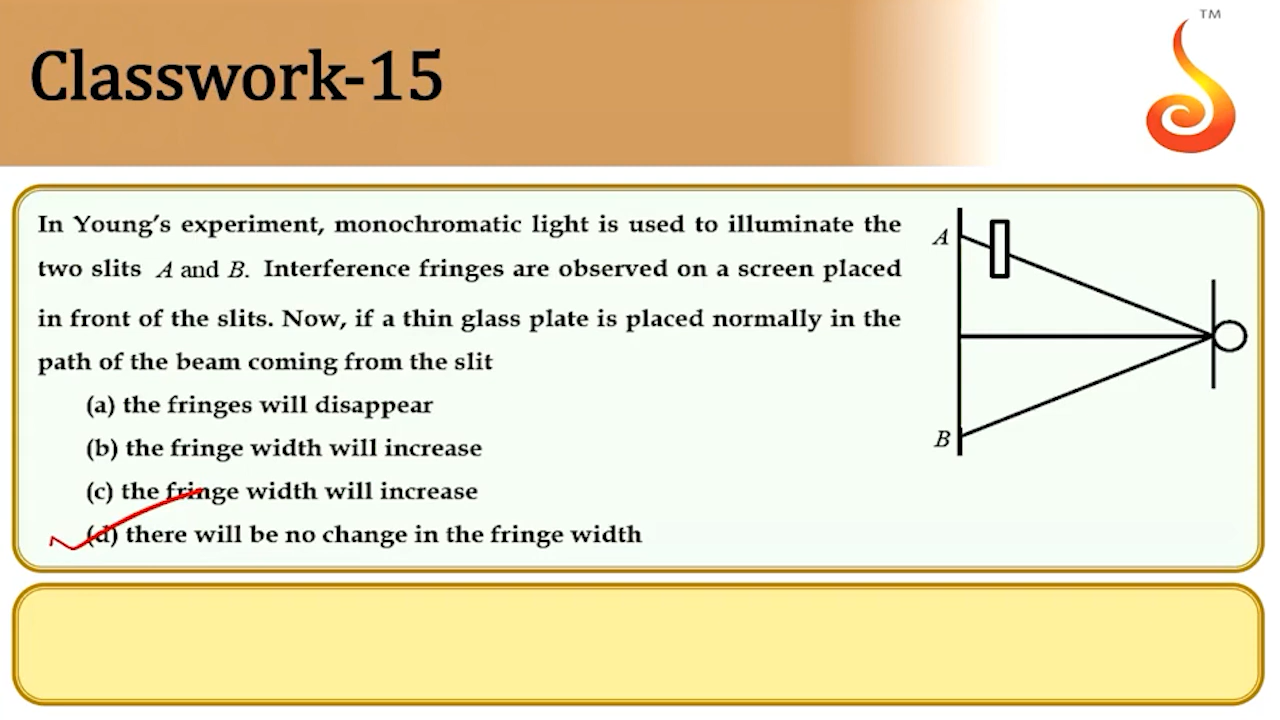 TM
Classwork-15
In Young's experiment, monochromatic light is used to illuminate the
two slits A and B. Interference fringes are observed on a screen placed
in front of the slits. Now, if a thin glass plate is placed normally in the
path of the beam coming from the slit
(a) the fringes will disappear
(b) the fringe width will increase
(c) the fringe width will increase
(d) there will be no change in the fringe width
A
B